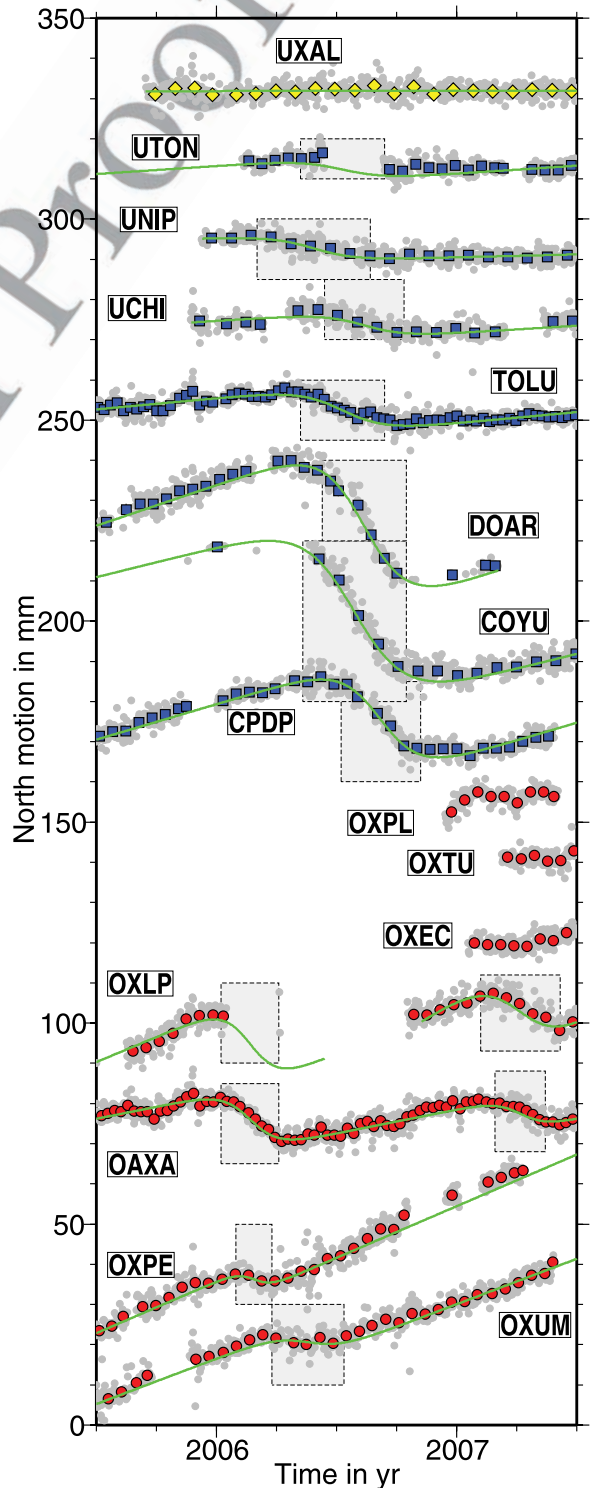 350
UXAL
UTON
300
UNIP
UCHI
TOLU
250
DOAR
200
COYU
CPDP
North motion in mm
150
OXPL
OXTU
OXEC
OXLP
100
OAXA
50
OXPE
OXUM
0
2006 2007
Time in yr
Proo